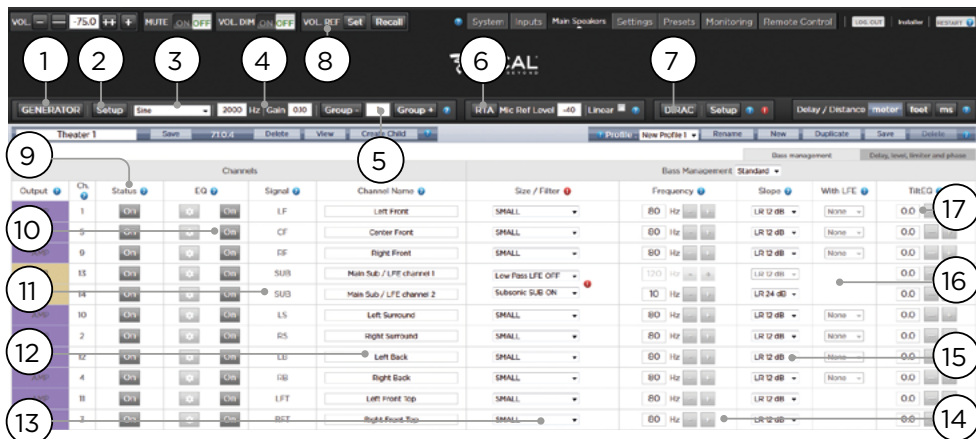 VOL. -75.0 ++ + MUTE ON OFF VOL. DIM ON OFF VOL. REF Set Recall System Inputs Main Speakers Settings Presets Monitoring Remote Control LOG OUT Installer RESTART
1 2 3 4 8 6 7
GENERATOR Setup Sine 2000 Hz Gain 0.10 Group - Group + RTA Mic Ref Level -40 Linear DIRAC Setup Delay / Distance meter feet ms
5
Theater 1 Save 7.1.0.4 Delete View Create Child Profile New Profile 1 Rename New Duplicate Save Delete
9
Bass management Delay, level, limiter and phase
Channels Bass Management Standard
Output Ch. Status EQ Signal Channel Name Size / Filter Frequency Slope With LFE TiltEQ
1 On On LF Left Front SMALL 80 Hz LR 12 dB None 0.0
17
10
5 On On CF Center Front SMALL 80 Hz LR 12 dB None 0.0
9 On On RF Right Front SMALL 80 Hz LR 12 dB None 0.0
13 On On SUB Main Sub / LFE channel 1 Low Pass LFE OFF 120 Hz LR 12 dB 0.0
11
16
14 On On SUB Main Sub / LFE channel 2 Subsonic SUB ON 10 Hz LR 24 dB 0.0
10 On On LS Left Surround SMALL 80 Hz LR 12 dB None 0.0
2 On On RS Right Surround SMALL 80 Hz LR 12 dB None 0.0
12
15
12 On On LB Left Back SMALL 80 Hz LR 12 dB None 0.0
AMP 4 On On RB Right Back SMALL 80 Hz LR 12 dB None 0.0
AMP 11 On On LFT Left Front Top SMALL 80 Hz LR 12 dB 0.0
13
14
3 On On RFT Right Front Top SMALL 80 Hz LR 12 dB 0.0